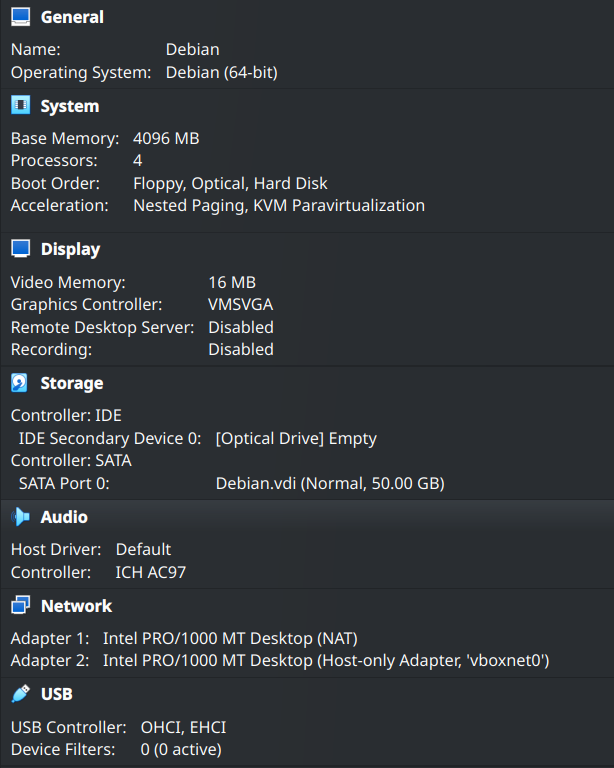 General
Name: Debian
Operating System: Debian (64-bit)
System
Base Memory: 4096 MB
Processors: 4
Boot Order: Floppy, Optical, Hard Disk
Acceleration: Nested Paging, KVM Paravirtualization
Display
Video Memory: 16 MB
Graphics Controller: VMSVGA
Remote Desktop Server: Disabled
Recording: Disabled
Storage
Controller: IDE
IDE Secondary Device 0: [Optical Drive] Empty
Controller: SATA
SATA Port 0: Debian.vdi (Normal, 50.00 GB)
Audio
Host Driver: Default
Controller: ICH AC97
Network
Adapter 1: Intel PRO/1000 MT Desktop (NAT)
Adapter 2: Intel PRO/1000 MT Desktop (Host-only Adapter, 'vboxnet0')
USB
USB Controller: OHCI, EHCI
Device Filters: 0 (0 active)